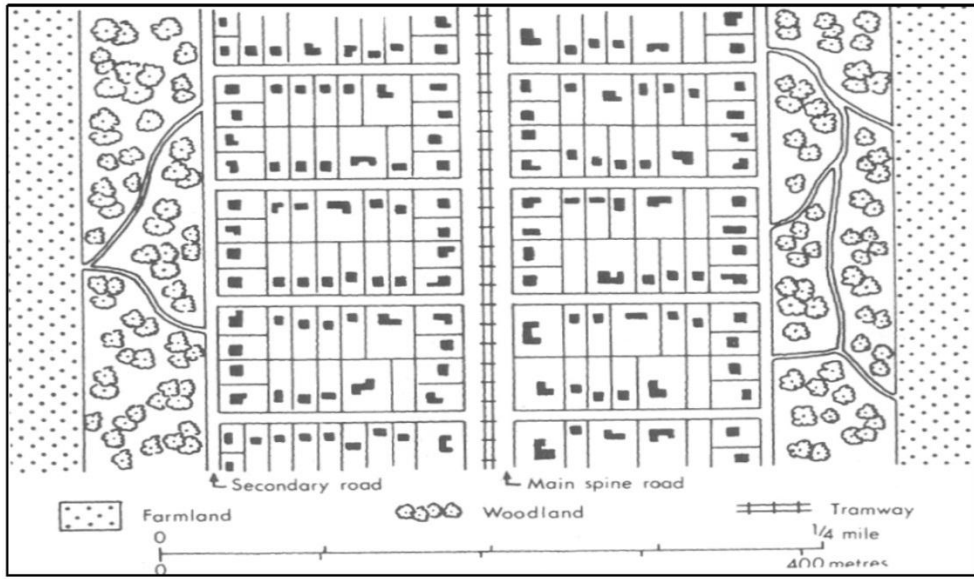 Secondary road
Main spine road
Farmland
Woodland
Tramway
0
1/4 mile
0
400 metres